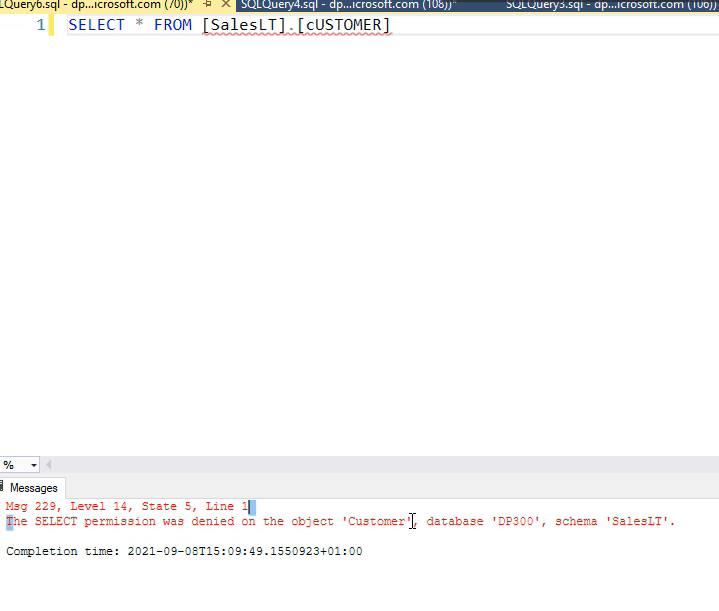 LQuery6.sql - dp...icrosoft.com (70))* SQLQuery4.sql - dp...icrosoft.com (108))* SQLQuery3.sql - dp...icrosoft.com (106))
1 SELECT * FROM [SalesLT].[cUSTOMER]
%
Messages
Msg 229, Level 14, State 5, Line 1
The SELECT permission was denied on the object 'Customer', database 'DP300', schema 'SalesLT'.
Completion time: 2021-09-08T15:09:49.1550923+01:00